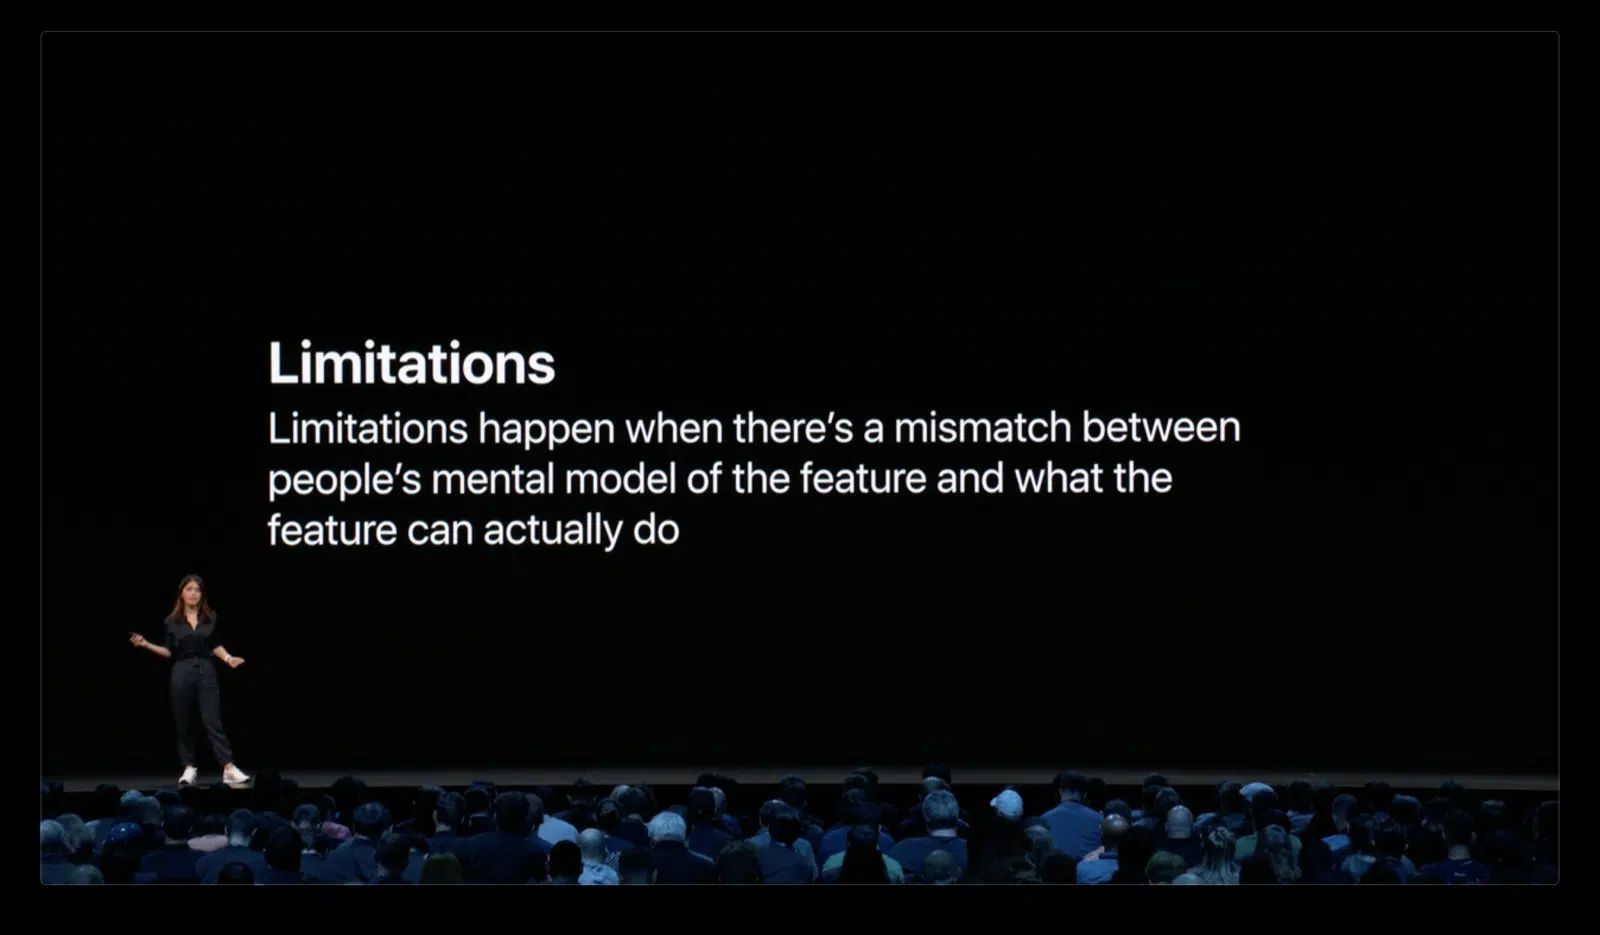 Limitations
Limitations happen when there’s a mismatch between
people’s mental model of the feature and what the
feature can actually do